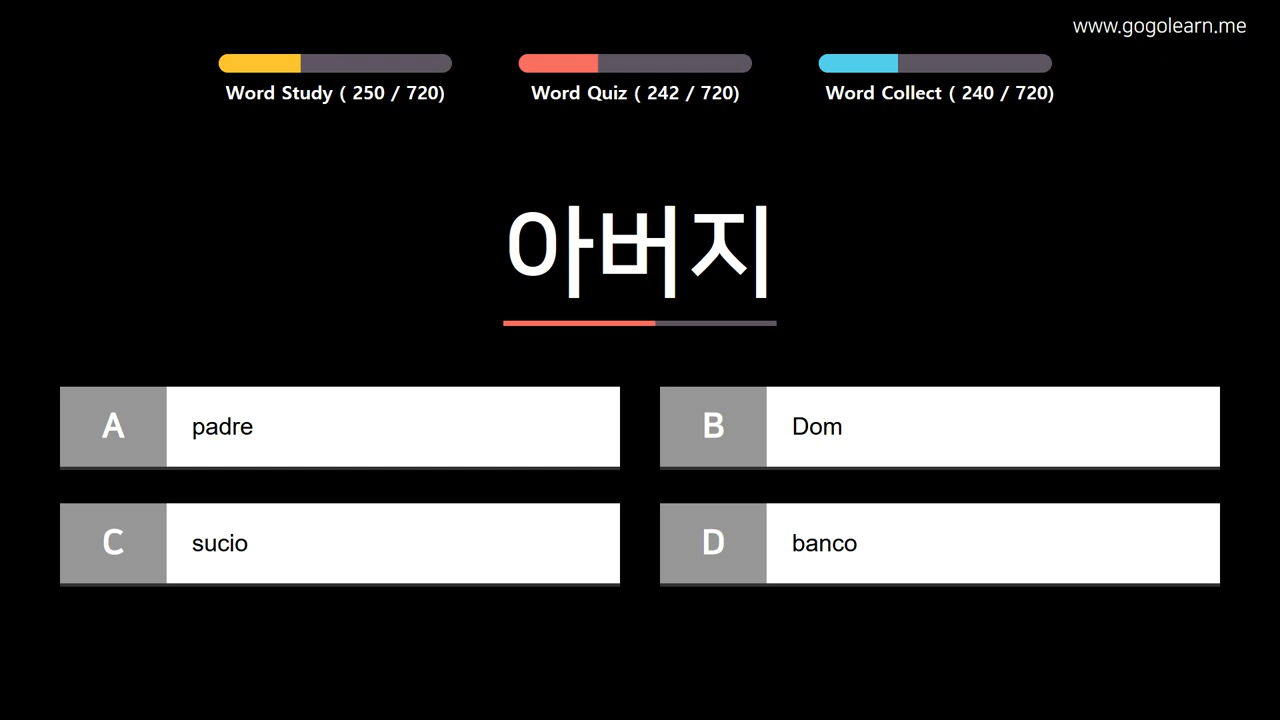 www.gogolearn.me
Word Study ( 250 / 720)
Word Quiz ( 242 / 720)
Word Collect ( 240 / 720)
아버지
A padre
B Dom
C sucio
D banco